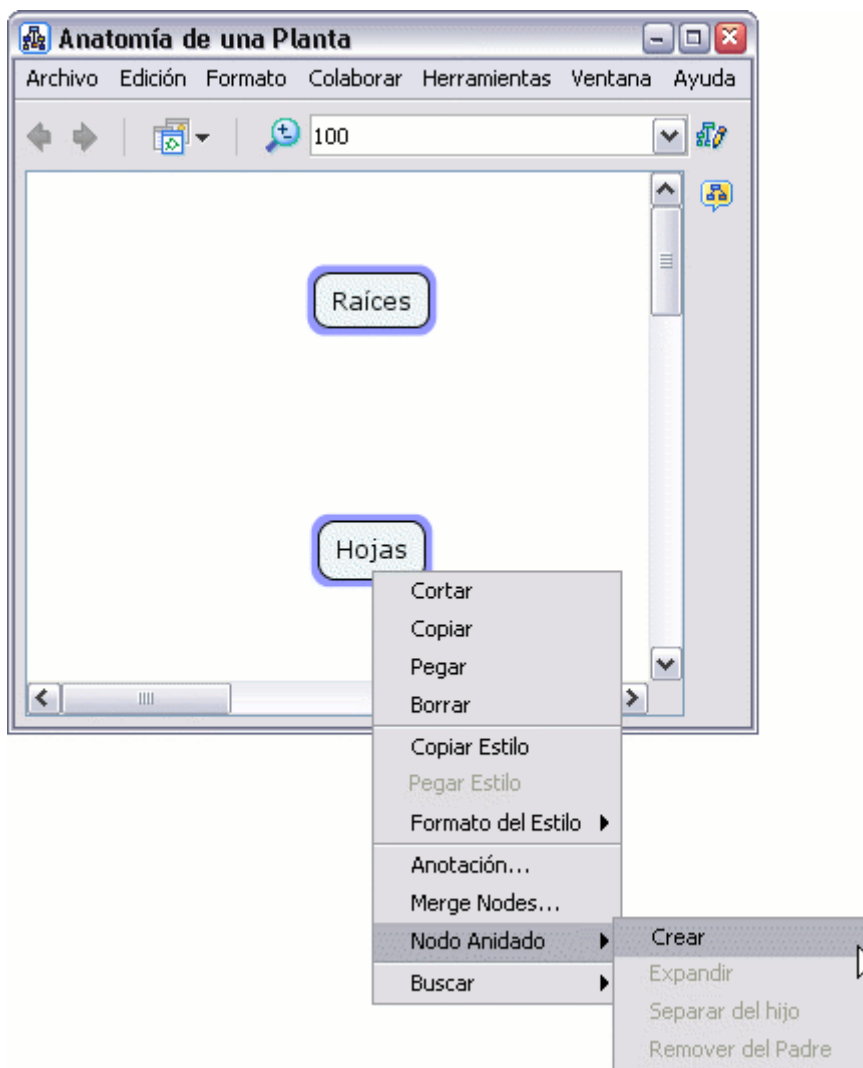 Anatomía de una Planta
Archivo Edición Formato Colaborar Herramientas Ventana Ayuda
100
Raíces
Hojas
Cortar
Copiar
Pegar
Borrar
Copiar Estilo
Pegar Estilo
Formato del Estilo
Anotación...
Merge Nodes...
Nodo Anidado
Buscar
Crear
Expandir
Separar del hijo
Remover del Padre